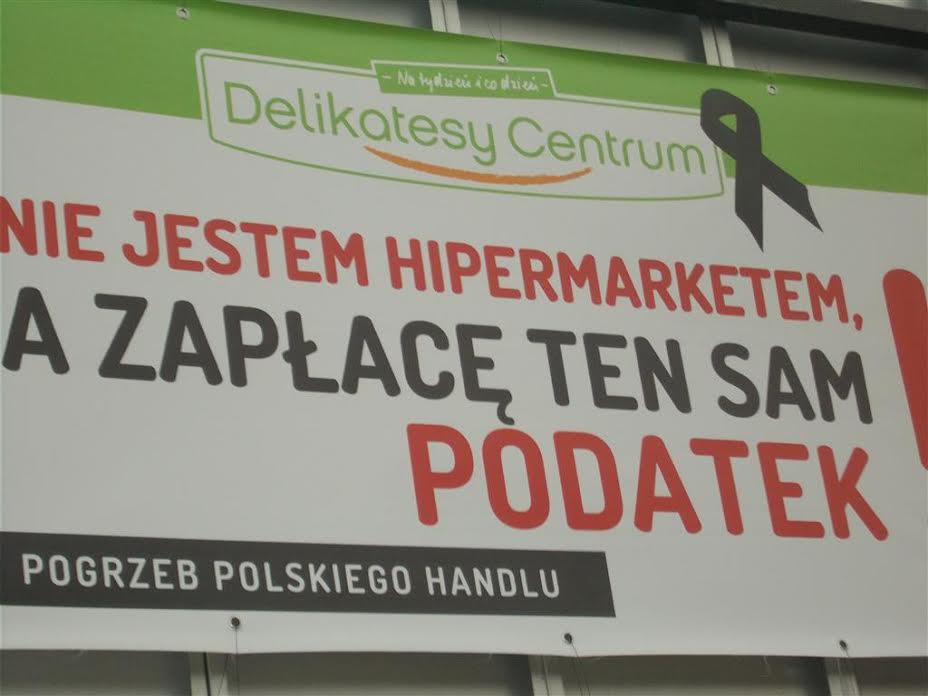 - Na tydzień i co dzień -
Delikatesy Centrum
NIE JESTEM HIPERMARKETEM,
A ZAPŁACĘ TEN SAM
PODATEK
POGRZEB POLSKIEGO HANDLU